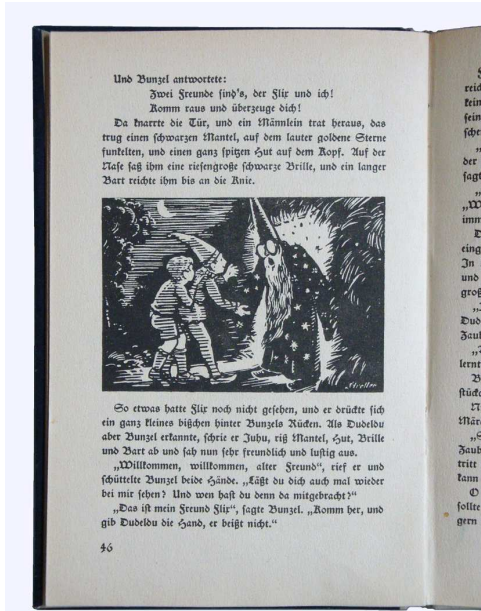 Und Bunzel antwortete:
Zwei Freunde sind's, der Flix und ich!
Komm raus und überzeuge dich!
Da knarrte die Tür, und ein Männlein trat heraus, das
trug einen schwarzen Mantel, auf dem lauter goldene Sterne
funkelten, und einen ganz spitzen Hut auf dem Kopf. Auf der
Nase saß ihm eine riesengroße schwarze Brille, und ein langer
Bart reichte ihm bis an die Knie.
So etwas hatte Flix noch nicht gesehen, und er drückte sich
ein ganz kleines bißchen hinter Bunzels Rücken. Als Dudeldu
aber Bunzel erkannte, schrie er Juhu, riß Mantel, Hut, Brille
und Bart ab und sah nun sehr freundlich und lustig aus.
„Willkommen, willkommen, alter Freund“, rief er und
schüttelte Bunzel beide Hände. „Läßt du dich auch mal wieder
bei mir sehen? Und wen hast du denn da mitgebracht?“
„Das ist mein Freund Flix“, sagte Bunzel. „Komm her, und
gib Dudeldu die Hand, er beißt nicht.“
46